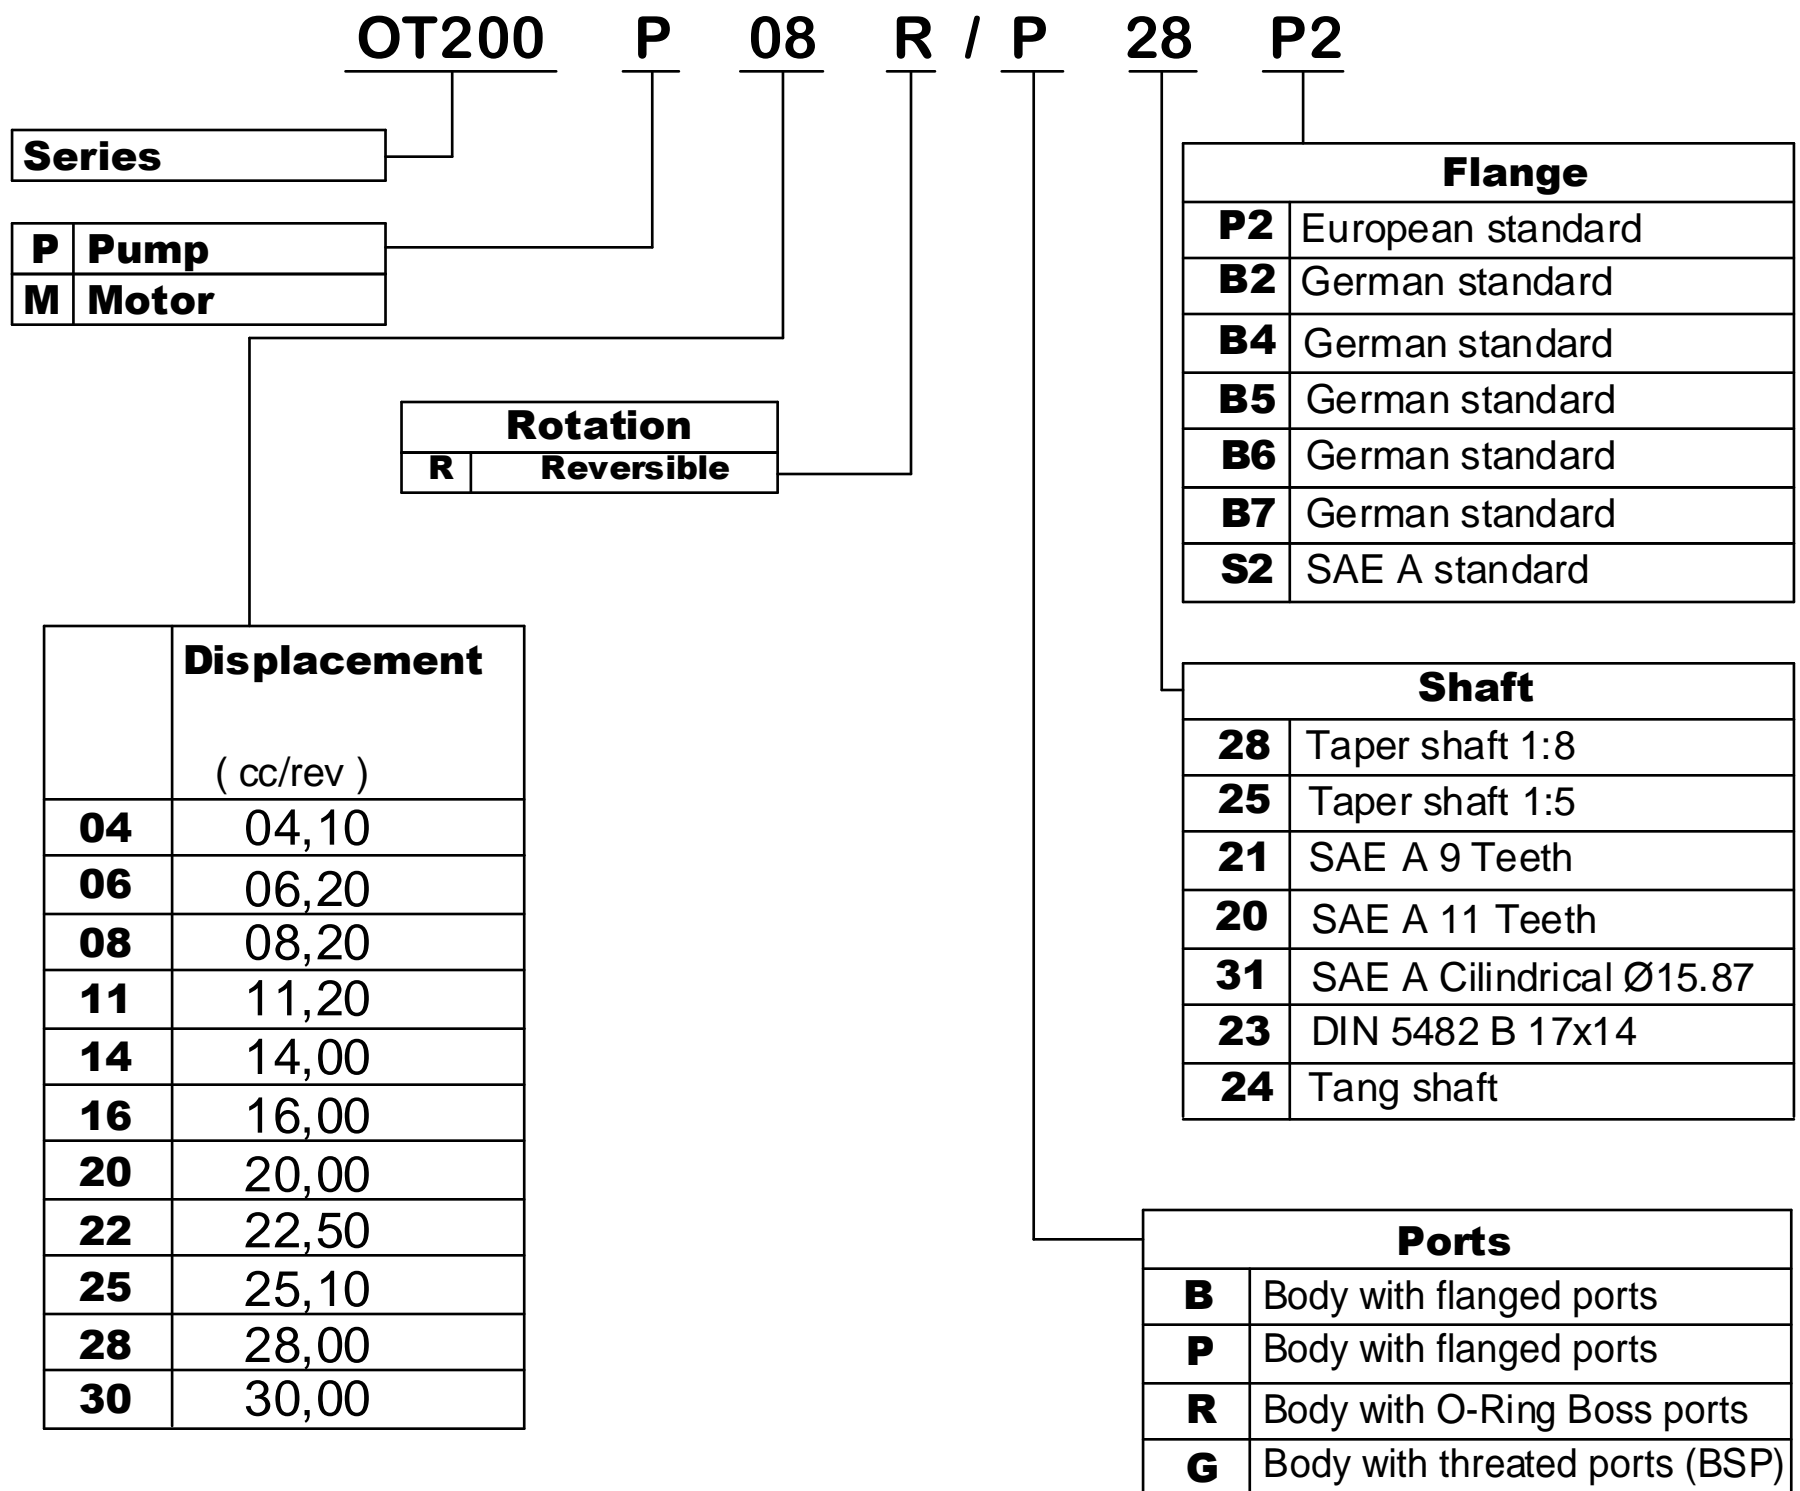 OT200 P 08 R / P 28 P2
Series
P Pump
M Motor
Rotation
R Reversible
Displacement
( cc/rev )
04 04,10
06 06,20
08 08,20
11 11,20
14 14,00
16 16,00
20 20,00
22 22,50
25 25,10
28 28,00
30 30,00
Flange
P2 European standard
B2 German standard
B4 German standard
B5 German standard
B6 German standard
B7 German standard
S2 SAE A standard
Shaft
28 Taper shaft 1:8
25 Taper shaft 1:5
21 SAE A 9 Teeth
20 SAE A 11 Teeth
31 SAE A Cilindrical Ø15.87
23 DIN 5482 B 17x14
24 Tang shaft
Ports
B Body with flanged ports
P Body with flanged ports
R Body with O-Ring Boss ports
G Body with threated ports (BSP)